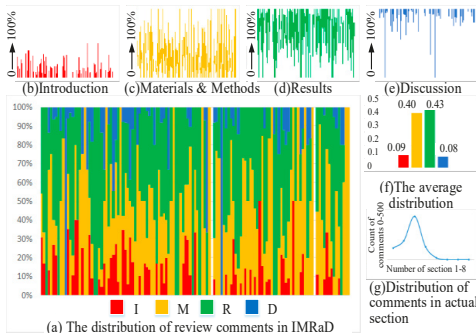 0 → 100%
0 → 100%
0 → 100%
0 → 100%
(b)Introduction
(c)Materials & Methods
(d)Results
(e)Discussion
100%
90%
80%
70%
60%
50%
40%
30%
20%
10%
0%
I M R D
(a) The distribution of review comments in IMRaD
0.5
0.4
0.3
0.2
0.1
0
0.09
0.40
0.43
0.08
(f)The average
distribution
Count of
comments 0-500
Number of section 1-8
(g)Distribution of
comments in actual
section